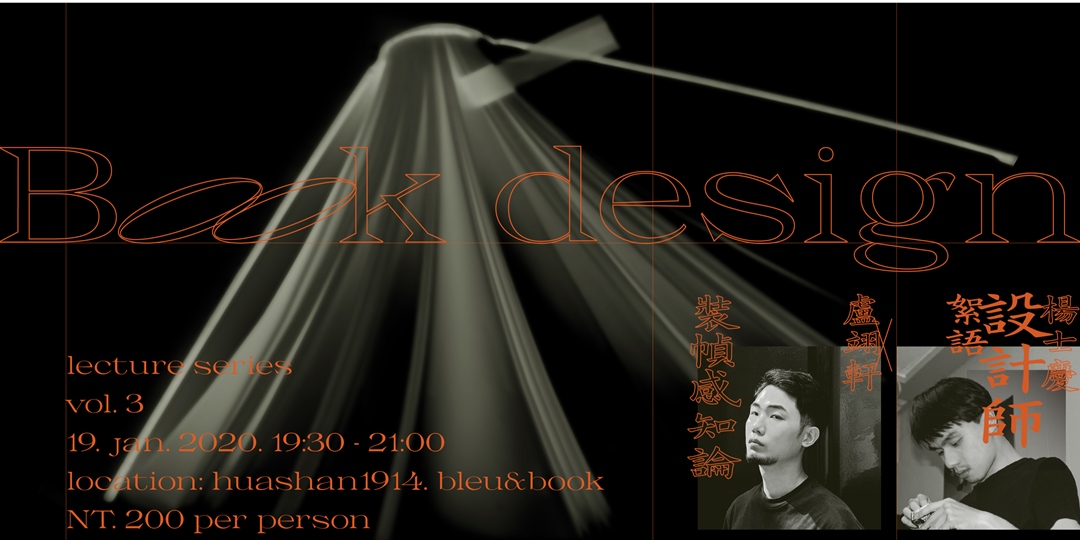 Book design
lecture series
vol. 3
19. jan. 2020. 19:30 - 21:00
location: huashan1914. bleu&book
NT. 200 per person
裝幀感知論
盧翊軒
絮語
設計師
楊士慶